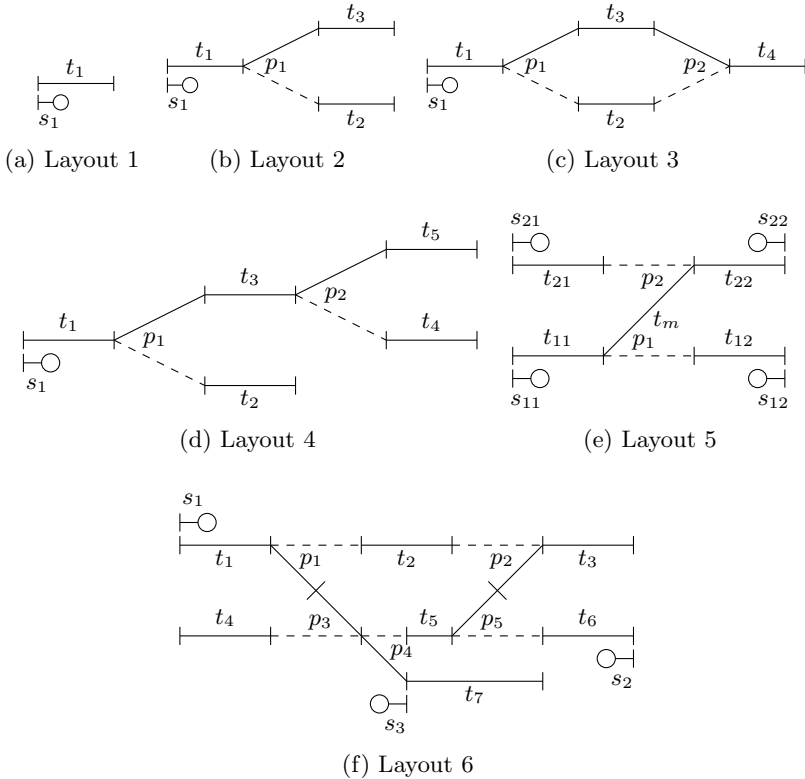 t₃
t₃
t₁
t₁
p₁
t₁
p₁
p₂
t₄
s₁
s₁
s₁
t₂
t₂
(a) Layout 1
(b) Layout 2
(c) Layout 3
t₅
t₃
p₂
t₁
p₁
t₄
s₁
t₂
(d) Layout 4
s₂₁
s₂₂
t₂₁
p₂
t₂₂
tₘ
t₁₁
p₁
t₁₂
s₁₁
s₁₂
(e) Layout 5
s₁
t₁
p₁
t₂
p₂
t₃
t₄
p₃
t₅
p₅
t₆
p₄
s₂
t₇
s₃
(f) Layout 6